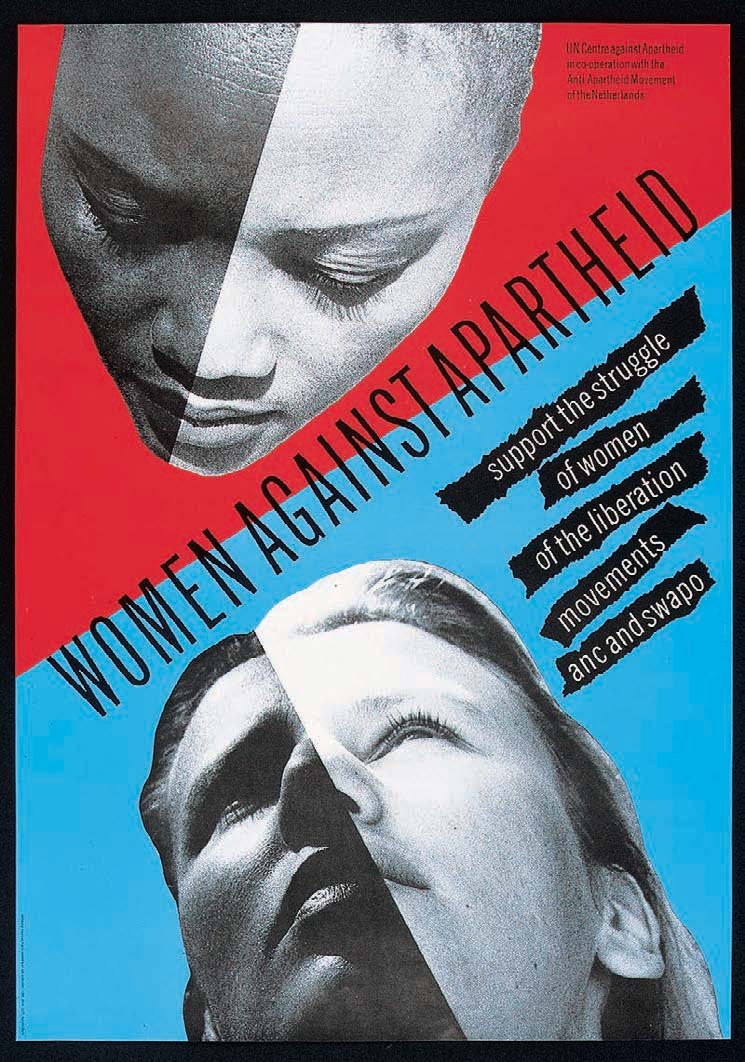 UN Centre against Apartheid
in co-operation with the
Anti-Apartheid Movement
of the Netherlands
WOMEN AGAINST APARTHEID
support the struggle
of women
of the liberation
movements
anc and swapo